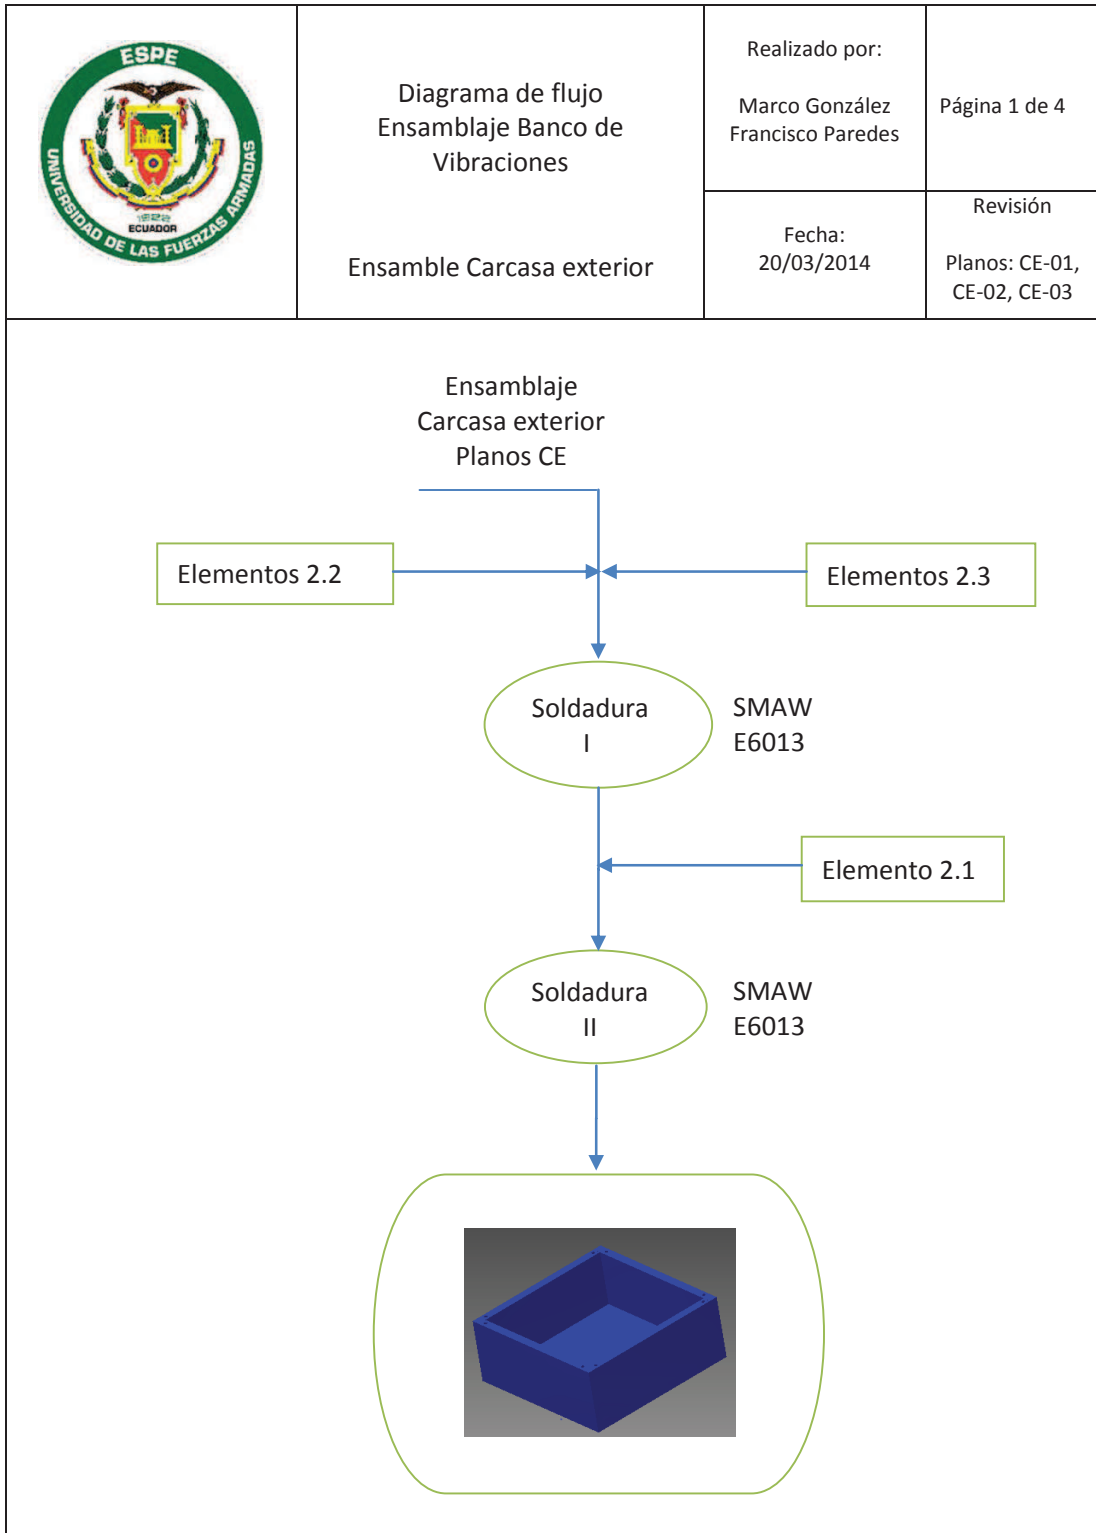 ESPE
UNIVERSIDAD DE LAS FUERZAS ARMADAS
1922
ECUADOR
Diagrama de flujo
Ensamblaje Banco de
Vibraciones
Ensamble Carcasa exterior
Realizado por:
Marco González
Francisco Paredes
Página 1 de 4
Fecha:
20/03/2014
Revisión
Planos: CE-01,
CE-02, CE-03
Ensamblaje
Carcasa exterior
Planos CE
Elementos 2.2
Elementos 2.3
Soldadura
I
SMAW
E6013
Elemento 2.1
Soldadura
II
SMAW
E6013